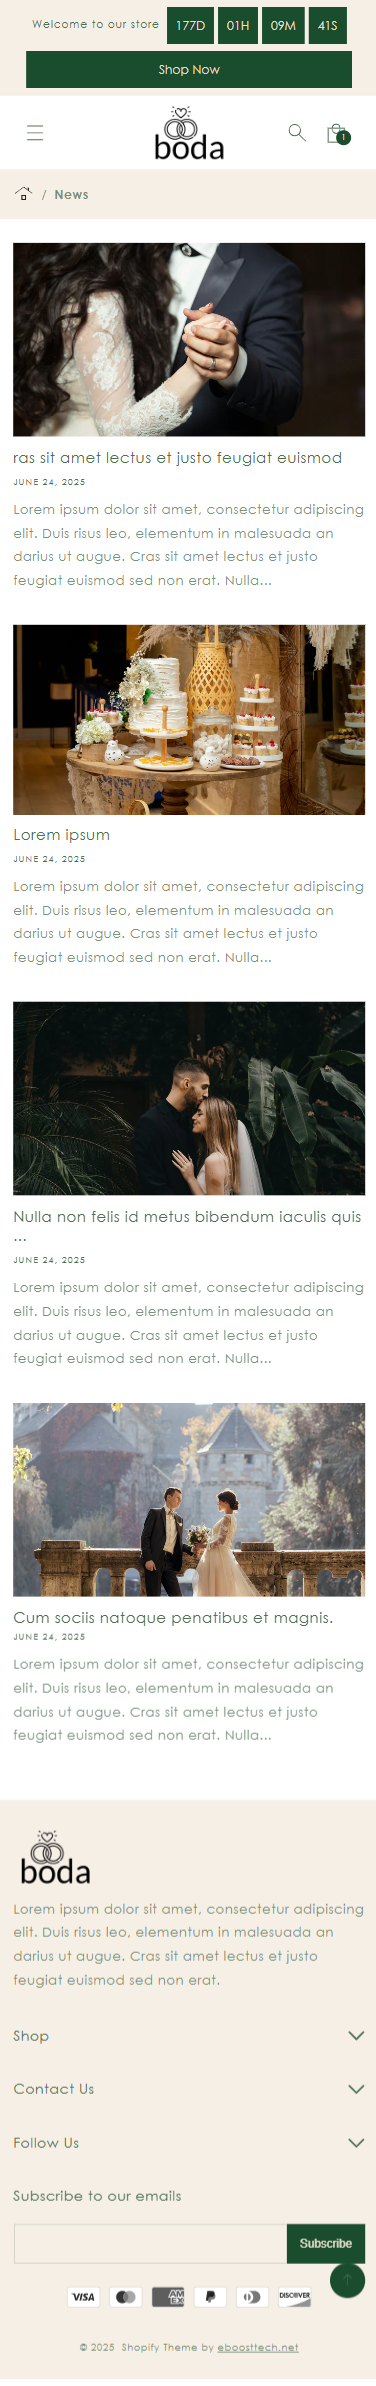 Welcome to our store 177D 01H 09M 41S
Shop Now
boda
1
/ News
ras sit amet lectus et justo feugiat euismod
JUNE 24, 2025
Lorem ipsum dolor sit amet, consectetur adipiscing
elit. Duis risus leo, elementum in malesuada an
darius ut augue. Cras sit amet lectus et justo
feugiat euismod sed non erat. Nulla...
Lorem ipsum
JUNE 24, 2025
Lorem ipsum dolor sit amet, consectetur adipiscing
elit. Duis risus leo, elementum in malesuada an
darius ut augue. Cras sit amet lectus et justo
feugiat euismod sed non erat. Nulla...
Nulla non felis id metus bibendum iaculis quis
...
JUNE 24, 2025
Lorem ipsum dolor sit amet, consectetur adipiscing
elit. Duis risus leo, elementum in malesuada an
darius ut augue. Cras sit amet lectus et justo
feugiat euismod sed non erat. Nulla...
Cum sociis natoque penatibus et magnis.
JUNE 24, 2025
Lorem ipsum dolor sit amet, consectetur adipiscing
elit. Duis risus leo, elementum in malesuada an
darius ut augue. Cras sit amet lectus et justo
feugiat euismod sed non erat. Nulla...
boda
Lorem ipsum dolor sit amet, consectetur adipiscing
elit. Duis risus leo, elementum in malesuada an
darius ut augue. Cras sit amet lectus et justo
feugiat euismod sed non erat.
Shop
Contact Us
Follow Us
Subscribe to our emails
Subscribe
VISA AMEX P DISCOVER
© 2025 Shopify Theme by eboosttech.net